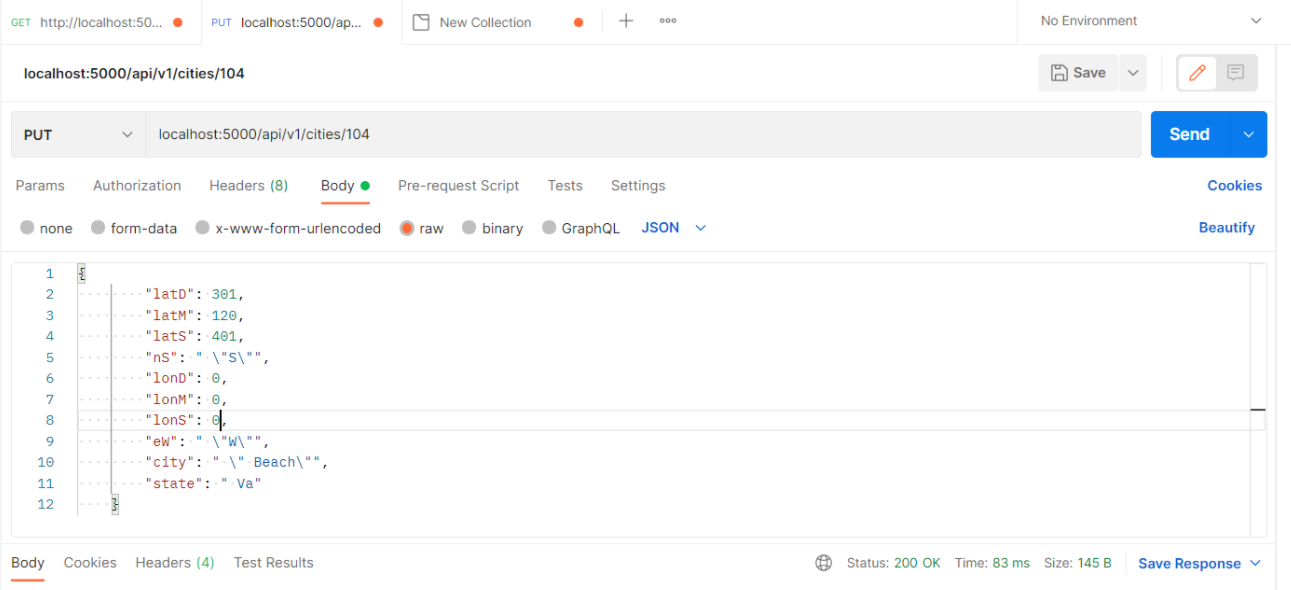 GET http://localhost:50... PUT localhost:5000/ap... New Collection + ooo No Environment
localhost:5000/api/v1/cities/104 Save
PUT localhost:5000/api/v1/cities/104 Send
Params Authorization Headers (8) Body Pre-request Script Tests Settings Cookies
none form-data x-www-form-urlencoded raw binary GraphQL JSON Beautify
1 {
2 "latD": 301,
3 "latM": 120,
4 "latS": 401,
5 "nS": " \"S\"",
6 "lonD": 0,
7 "lonM": 0,
8 "lonS": 0,
9 "eW": " \"W\"",
10 "city": " \" Beach\"",
11 "state": " Va"
12 }
Body Cookies Headers (4) Test Results Status: 200 OK Time: 83 ms Size: 145 B Save Response